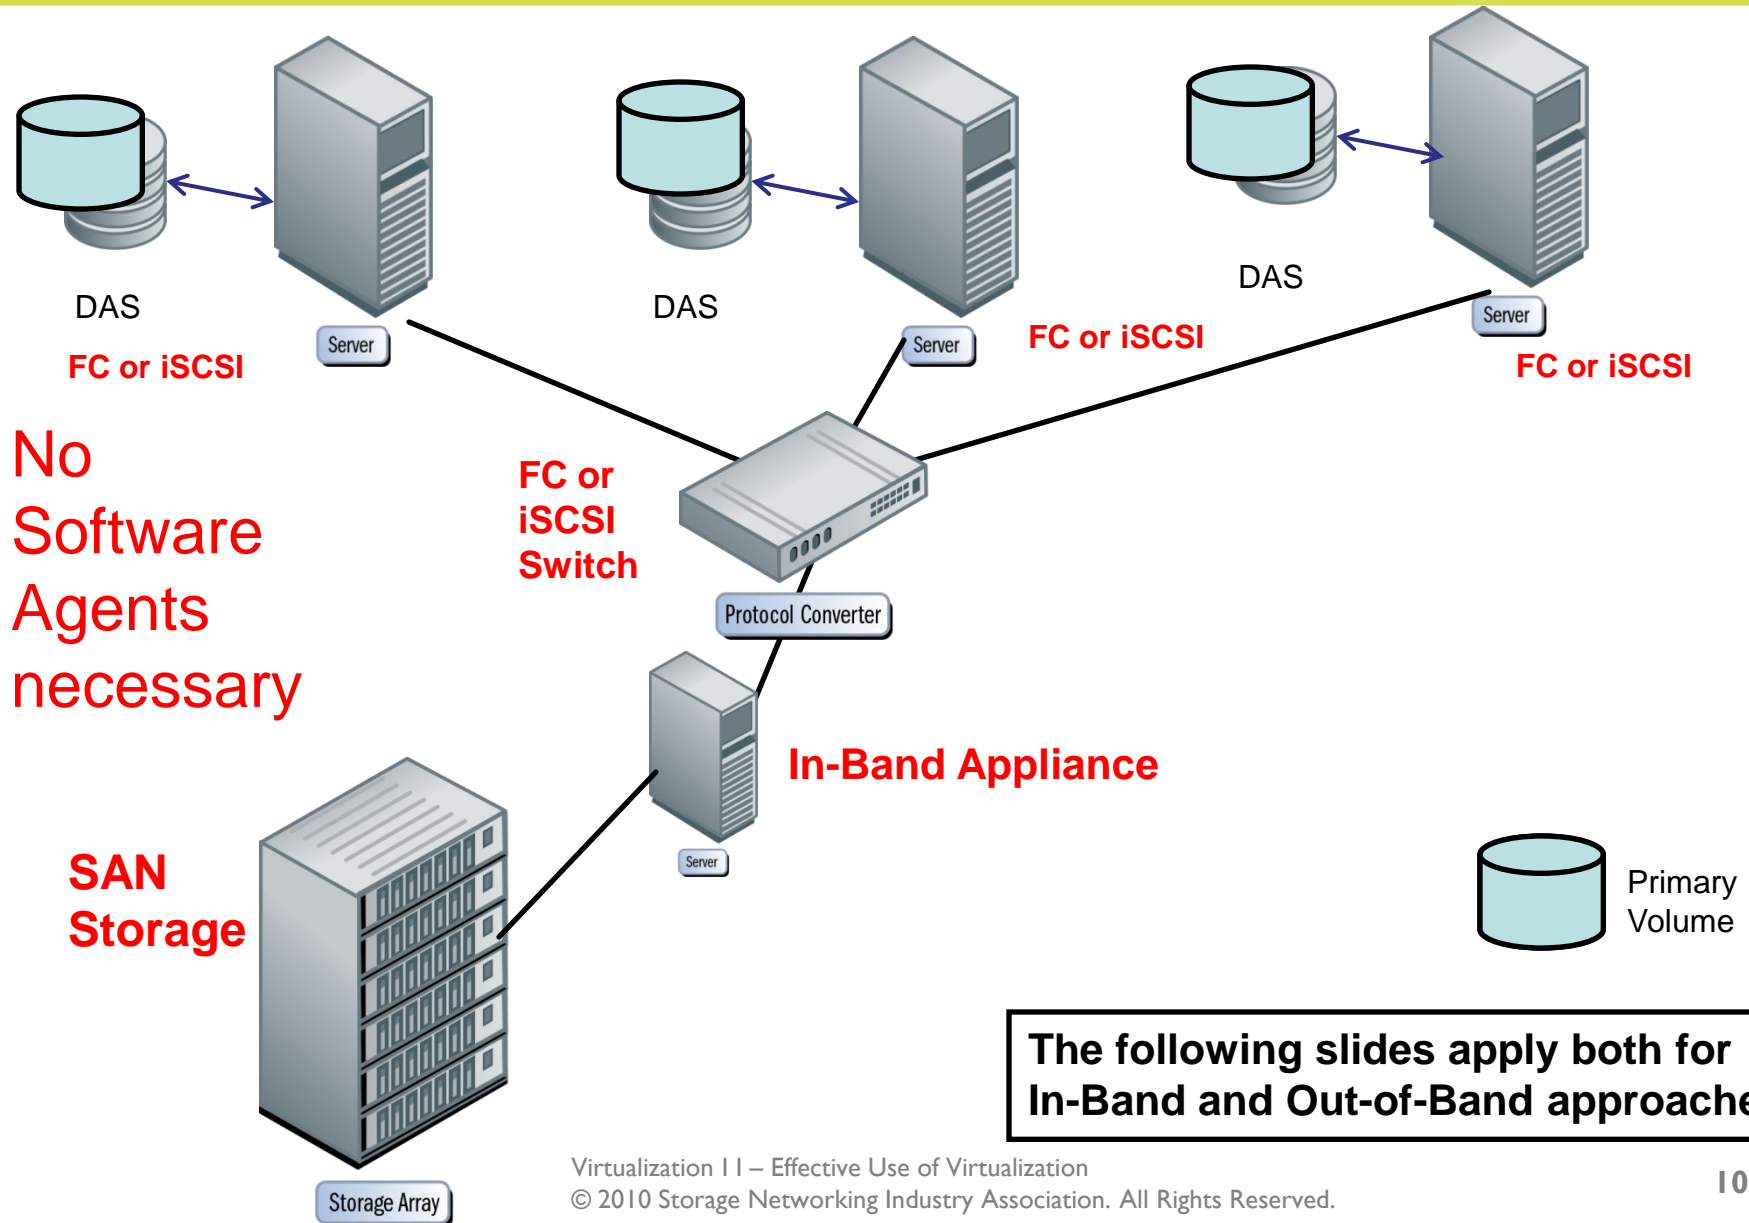 DAS
Server
FC or iSCSI
DAS
Server
FC or iSCSI
DAS
Server
FC or iSCSI
No
Software
Agents
necessary
FC or
iSCSI
Switch
Protocol Converter
In-Band Appliance
Server
SAN
Storage
Storage Array
Primary
Volume
The following slides apply both for
In-Band and Out-of-Band approache
Virtualization II – Effective Use of Virtualization
© 2010 Storage Networking Industry Association. All Rights Reserved.
10